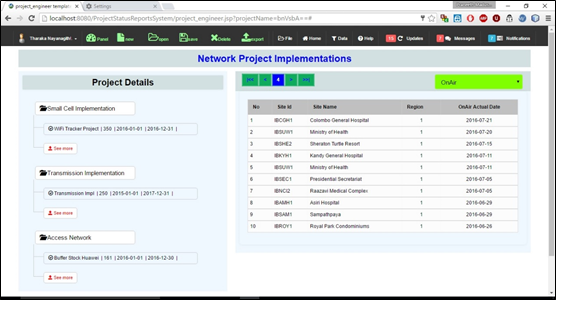 project_engineer templat
Settings
localhost:8080/ProjectStatusReportsSystem/project_engineer.jsp?projectName=bnVsbA==#
Tharaka Nayanagithi
Panel
new
open
save
Delete
Export
File
Home
Data
Help
Updates
Messages
Notifications
Network Project Implementations
Project Details
Small Cell Implementation
WiFi Tracker Project | 350 | 2016-01-01 | 2016-12-31 |
See more
Transmission Implementation
Transmission Impl | 250 | 2015-01-01 | 2017-12-31 |
See more
Access Network
Buffer Stock Huawei | 161 | 2016-01-01 | 2016-12-30 |
See more
4
OnAir
No Site Id Site Name Region OnAir Actual Date
1 IBCGH1 Colombo General Hospital 1 2016-07-21
2 IBSUW1 Ministry of Health 1 2016-07-20
3 IBSHE2 Sheraton Turtle Resort 1 2016-07-15
4 IBKYH1 Kandy General Hospital 1 2016-07-11
5 IBSUW1 Ministry of Health 1 2016-07-11
6 IBSEC1 Presidential Secretariat 1 2016-07-05
7 IBNCI2 Raazavi Medical Complex 1 2016-07-05
8 IBAMH1 Asiri Hospital 1 2016-06-29
9 IBSAM1 Sampathpaya 1 2016-06-29
10 IBROY1 Royal Park Condominiums 1 2016-06-26